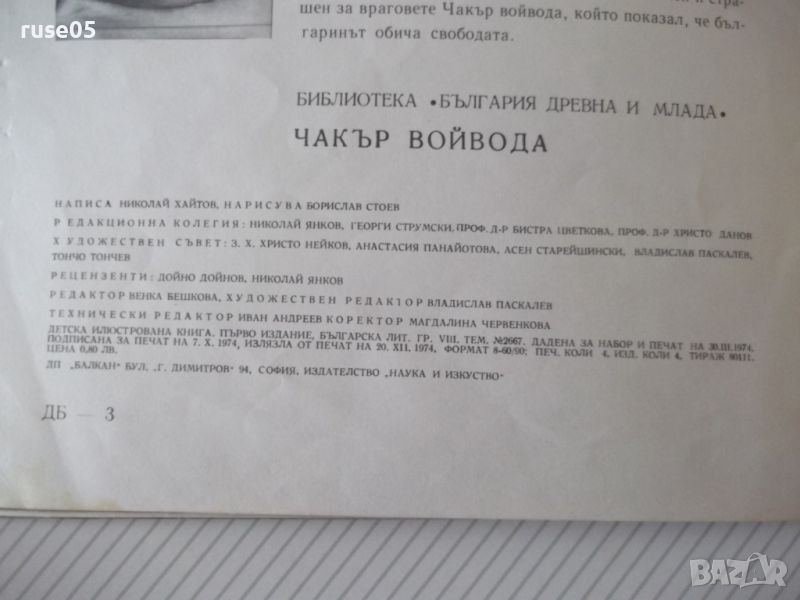 ruse05
шен за враговете Чакър войвода, който показал, че бъл-
гаринът обича свободата.
БИБЛИОТЕКА •БЪЛГАРИЯ ДРЕВНА И МЛАДА•
ЧАКЪР ВОЙВОДА
НАПИСА НИКОЛАЙ ХАЙТОВ, НАРИСУВА БОРИСЛАВ СТОЕВ
РЕДАКЦИОННА КОЛЕГИЯ: НИКОЛАЙ ЯНКОВ, ГЕОРГИ СТРУМСКИ, ПРОФ. Д-Р БИСТРА ЦВЕТКОВА, ПРОФ. Д-Р ХРИСТО ДАНОВ
ХУДОЖЕСТВЕН СЪВЕТ: З. Х. ХРИСТО НЕЙКОВ, АНАСТАСИЯ ПАНАЙОТОВА, АСЕН СТАРЕЙШИНСКИ, ВЛАДИСЛАВ ПАСКАЛЕВ,
ТОНЧО ТОНЧЕВ
РЕЦЕНЗЕНТИ: ДОЙНО ДОЙНОВ, НИКОЛАЙ ЯНКОВ
РЕДАКТОР ВЕНКА БЕШКОВА, ХУДОЖЕСТВЕН РЕДАКТОР ВЛАДИСЛАВ ПАСКАЛЕВ
ТЕХНИЧЕСКИ РЕДАКТОР ИВАН АНДРЕЕВ КОРЕКТОР МАГДАЛИНА ЧЕРВЕНКОВА
ДЕТСКА ИЛЮСТРОВАНА КНИГА. ПЪРВО ИЗДАНИЕ, БЪЛГАРСКА ЛИТ. ГР. VIII. ТЕМ. №2667. ДАДЕНА ЗА НАБОР И ПЕЧАТ НА 30.III.1974.
ПОДПИСАНА ЗА ПЕЧАТ НА 7. X. 1974, ИЗЛЯЗЛА ОТ ПЕЧАТ НА 20. XII. 1974, ФОРМАТ 8-60/90; ПЕЧ. КОЛИ 4, ИЗД. КОЛИ 4, ТИРАЖ 80111.
ЦЕНА 0,80 ЛВ.
ДП „БАЛКАН" БУЛ. „Г. ДИМИТРОВ" 94, СОФИЯ, ИЗДАТЕЛСТВО „НАУКА И ИЗКУСТВО"
ДБ — 3
BAZAR